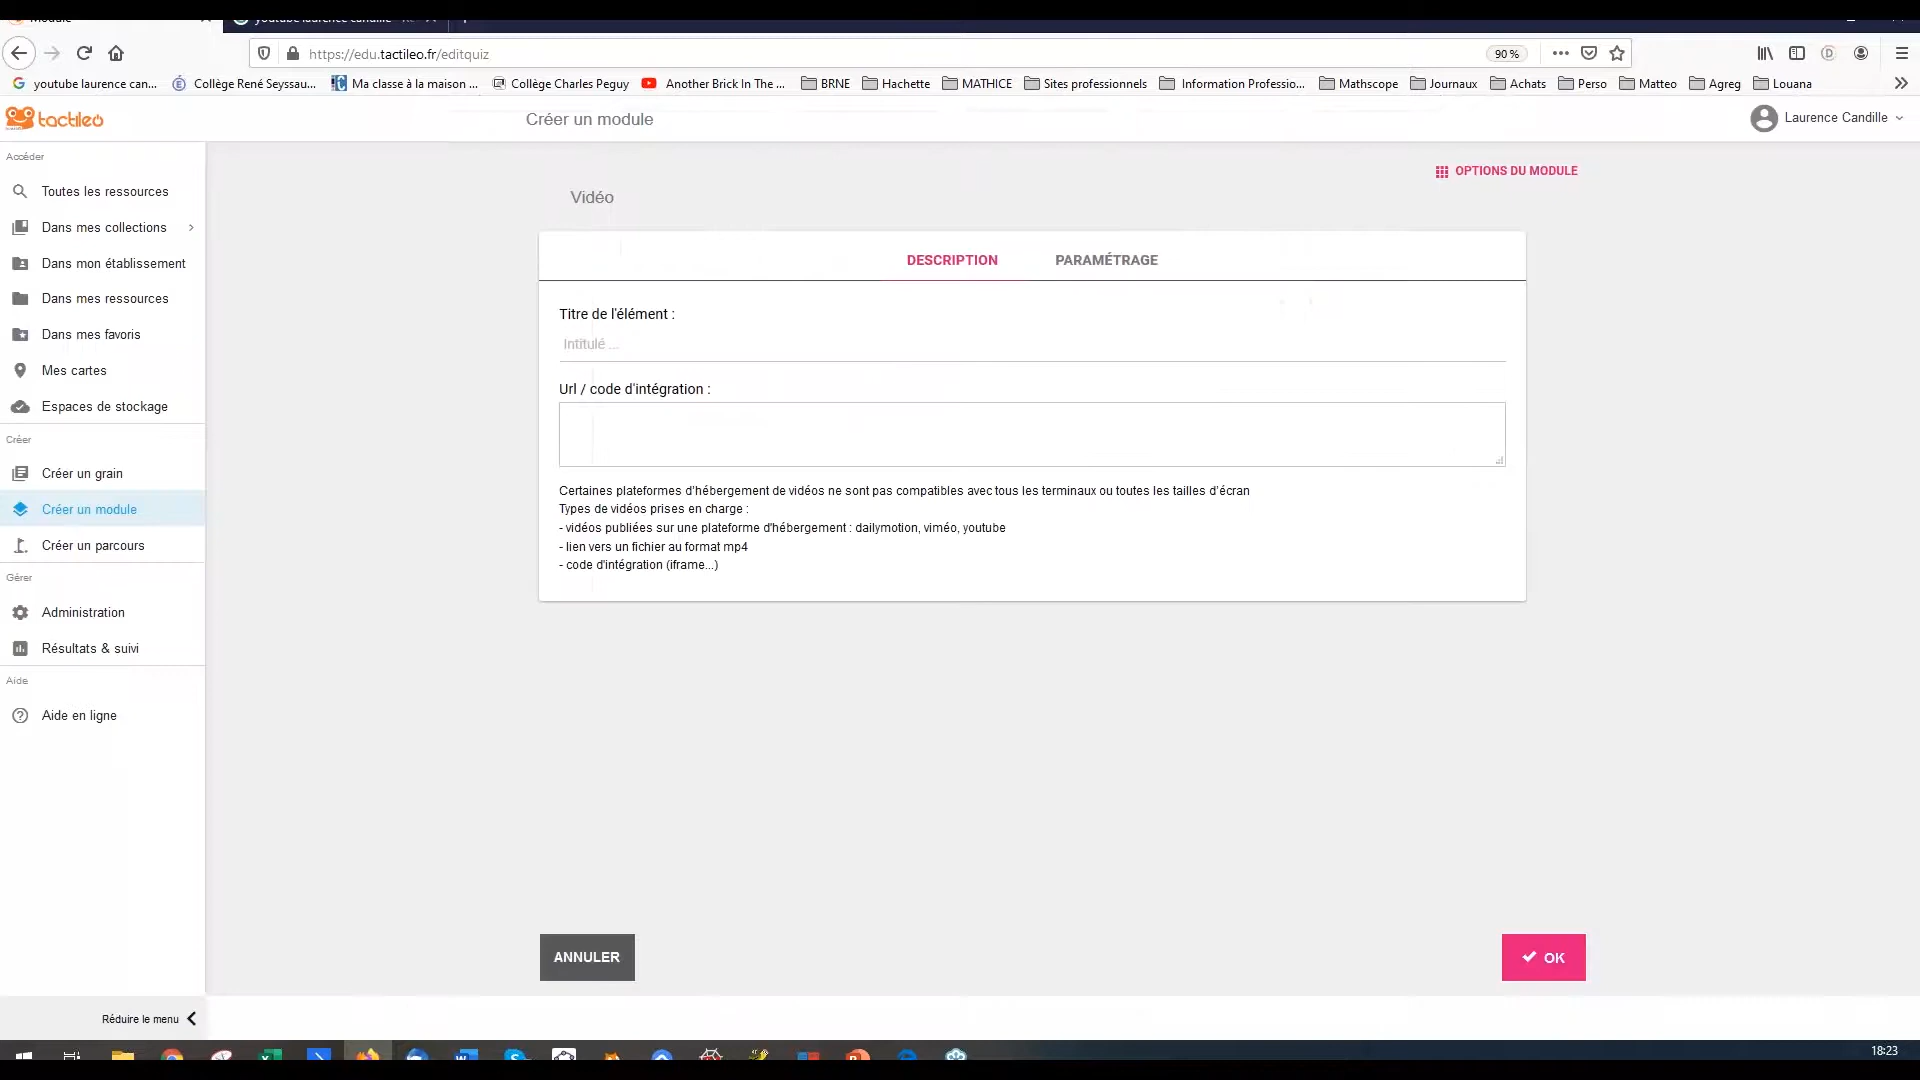 Module
youtube laurence candille
https://edu.tactileo.fr/editquiz
90 %
youtube laurence can...
Collège René Seyssau...
Ma classe à la maison ...
Collège Charles Peguy
Another Brick In The ...
BRNE
Hachette
MATHICE
Sites professionnels
Information Professio...
Mathscope
Journaux
Achats
Perso
Matteo
Agreg
Louana
tactileo
Créer un module
Laurence Candille
Accéder
Toutes les ressources
Dans mes collections
Dans mon établissement
Dans mes ressources
Dans mes favoris
Mes cartes
Espaces de stockage
Créer
Créer un grain
Créer un module
Créer un parcours
Gérer
Administration
Résultats & suivi
Aide
Aide en ligne
Réduire le menu
OPTIONS DU MODULE
Vidéo
DESCRIPTION
PARAMÉTRAGE
Titre de l'élément :
Intitulé ...
Url / code d'intégration :
Certaines plateformes d'hébergement de vidéos ne sont pas compatibles avec tous les terminaux ou toutes les tailles d'écran
Types de vidéos prises en charge :
- vidéos publiées sur une plateforme d'hébergement : dailymotion, viméo, youtube
- lien vers un fichier au format mp4
- code d'intégration (iframe...)
ANNULER
OK
18:23